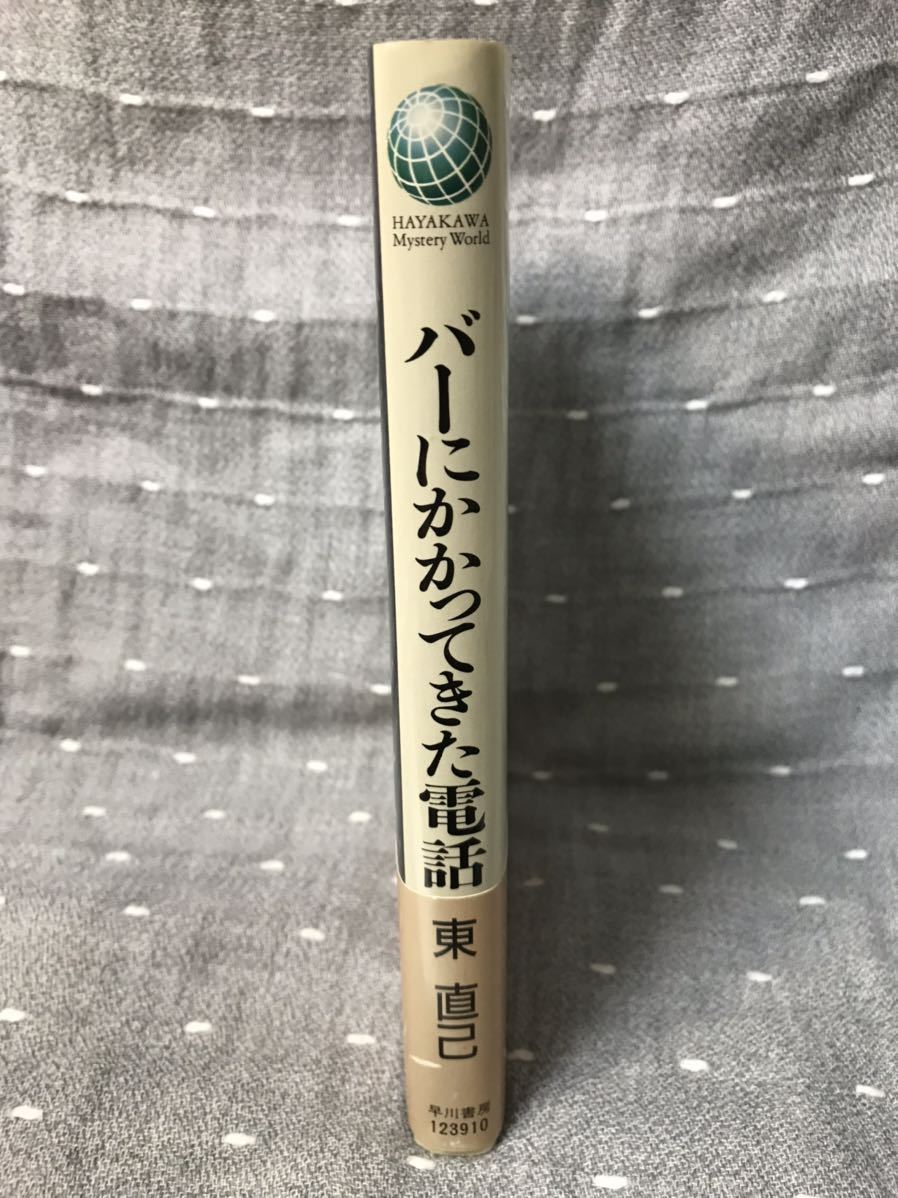 HAYAKAWA
Mystery World
バーにかかってきた電話
東 直己
早川書房
123910